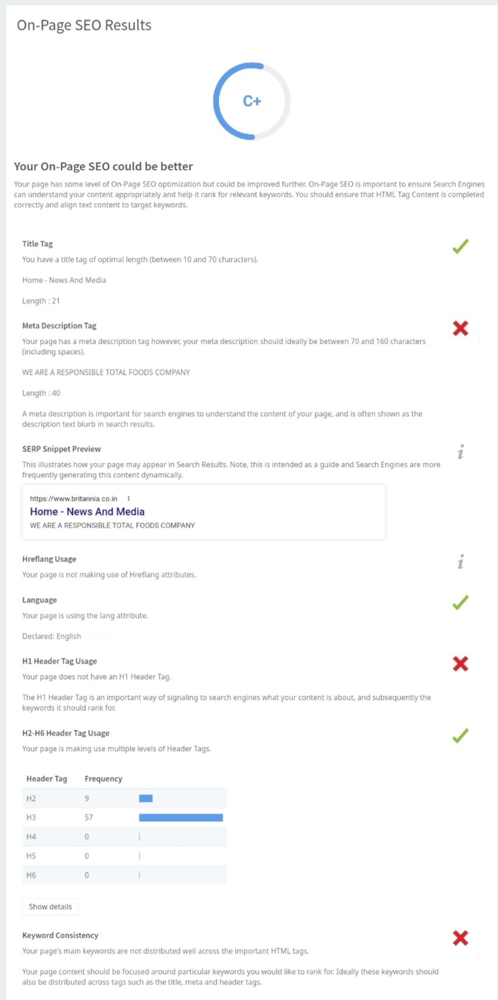 On-Page SEO Results
C+
Your On-Page SEO could be better
Your page has some level of On-Page SEO optimization but could be improved further. On-Page SEO is important to ensure Search Engines
can understand your content appropriately and help it rank for relevant keywords. You should ensure that HTML Tag Content is completed
correctly and align text content to target keywords.
Title Tag
You have a title tag of optimal length (between 10 and 70 characters).
Home - News And Media
Length : 21
Meta Description Tag
Your page has a meta description tag however, your meta description should ideally be between 70 and 160 characters
(including spaces).
WE ARE A RESPONSIBLE TOTAL FOODS COMPANY
Length : 40
A meta description is important for search engines to understand the content of your page, and is often shown as the
description text blurb in search results.
SERP Snippet Preview
This illustrates how your page may appear in Search Results. Note, this is intended as a guide and Search Engines are more
frequently generating this content dynamically.
https://www.britannia.co.in
Home - News And Media
WE ARE A RESPONSIBLE TOTAL FOODS COMPANY
Hreflang Usage
Your page is not making use of Hreflang attributes.
Language
Your page is using the lang attribute.
Declared: English
H1 Header Tag Usage
Your page does not have an H1 Header Tag.
The H1 Header Tag is an important way of signaling to search engines what your content is about, and subsequently the
keywords it should rank for.
H2-H6 Header Tag Usage
Your page is making use multiple levels of Header Tags.
Header Tag Frequency
H2 9
H3 57
H4 0
H5 0
H6 0
Show details
Keyword Consistency
Your page's main keywords are not distributed well across the important HTML tags.
Your page content should be focused around particular keywords you would like to rank for. Ideally these keywords should
also be distributed across tags such as the title, meta and header tags.